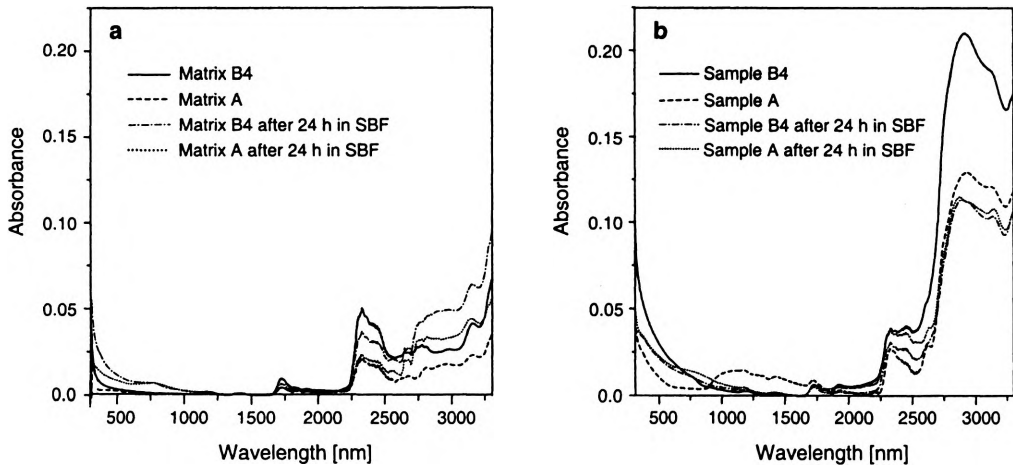 a
Matrix B4
Matrix A
Matrix B4 after 24 h in SBF
Matrix A after 24 h in SBF
0.20
0.15
0.10
0.05
0.0
Absorbance
500 1000 1500 2000 2500 3000
Wavelength [nm]
b
Sample B4
Sample A
Sample B4 after 24 h in SBF
Sample A after 24 h in SBF
0.20
0.15
0.10
0.05
0.00
Absorbance
500 1000 1500 2000 2500 3000
Wavelength [nm]